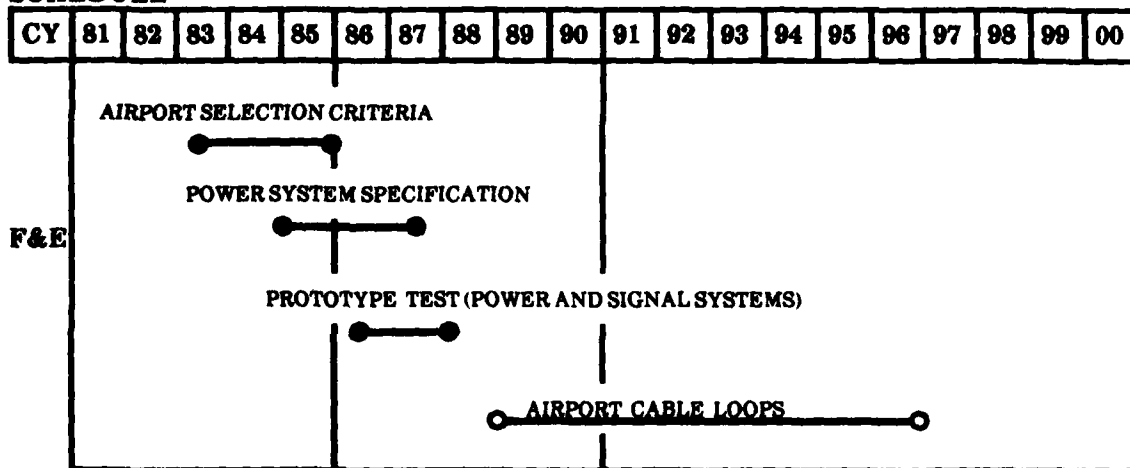 CY 81 82 83 84 85 86 87 88 89 90 91 92 93 94 95 96 97 98 99 00
AIRPORT SELECTION CRITERIA
POWER SYSTEM SPECIFICATION
F&E
PROTOTYPE TEST (POWER AND SIGNAL SYSTEMS)
AIRPORT CABLE LOOPS